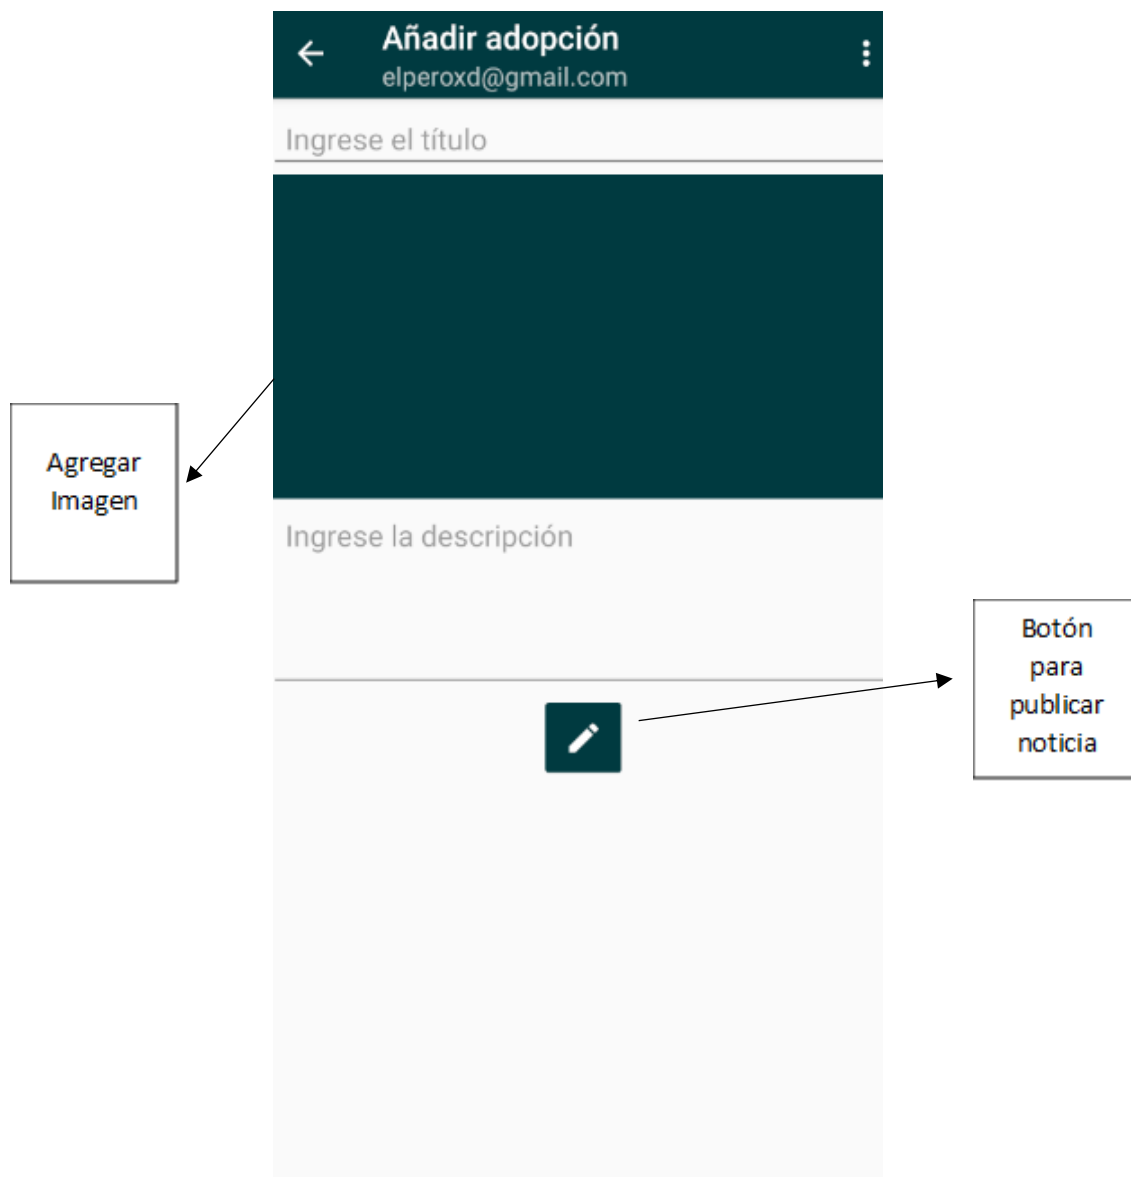 Añadir adopción
elperoxd@gmail.com
Ingrese el título
Agregar
Imagen
Ingrese la descripción
Botón
para
publicar
noticia